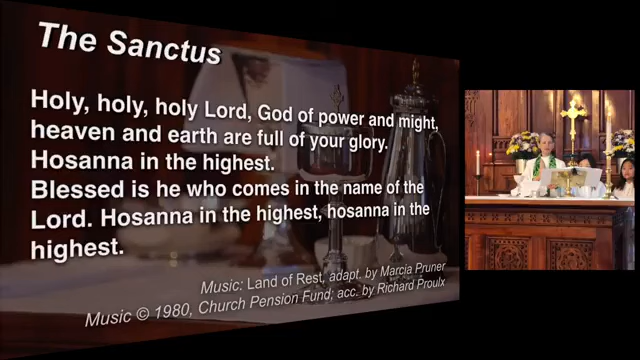 The Sanctus
Holy, holy, holy Lord, God of power and might,
heaven and earth are full of your glory.
Hosanna in the highest.
Blessed is he who comes in the name of the
Lord. Hosanna in the highest, hosanna in the
highest.
Music: Land of Rest, adapt. by Marcia Pruner
Music © 1980, Church Pension Fund; acc. by Richard Proulx